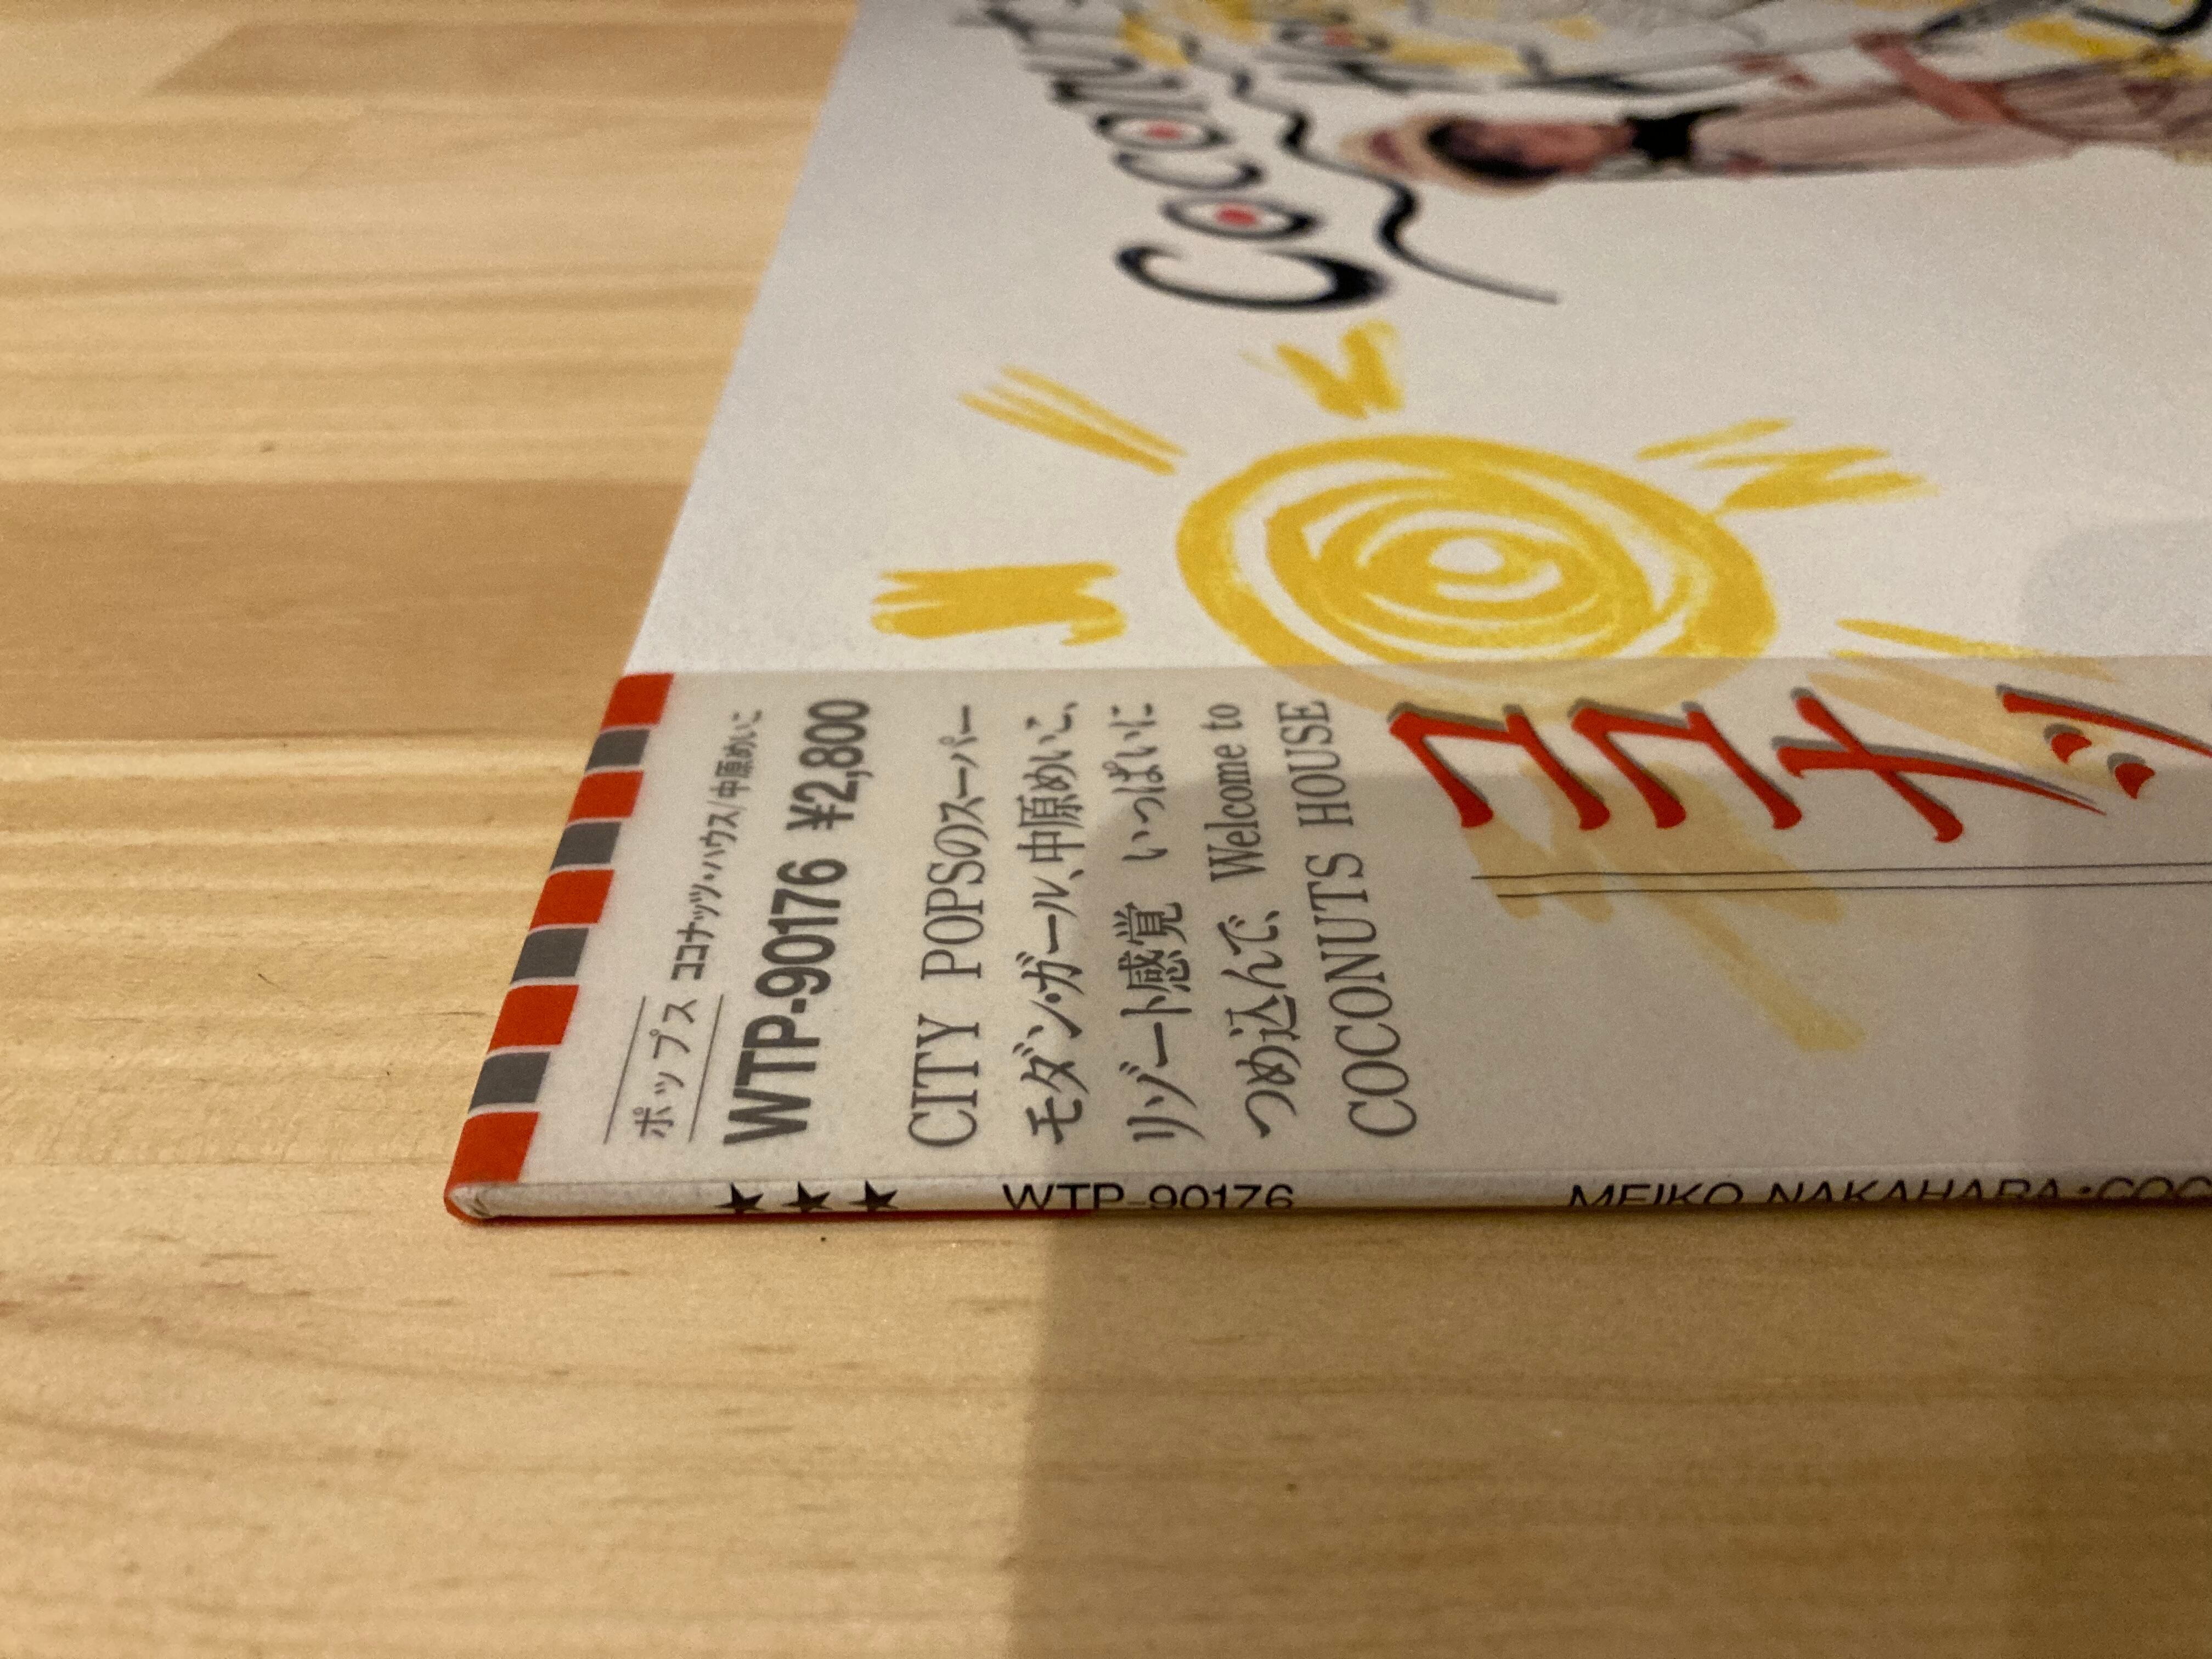 Coconuts
ポップス ココナッツ・ハウス/中原めいこ
WTP-90176 ¥2,800
CITY POPSのスーパー
モダン・ガール、中原めいこ、
リゾート感覚 いっぱいに
つめ込んで、Welcome to
COCONUTS HOUSE
ココナッツ
★★★ WTP-90176 MEIKO NAKAHARA・COC